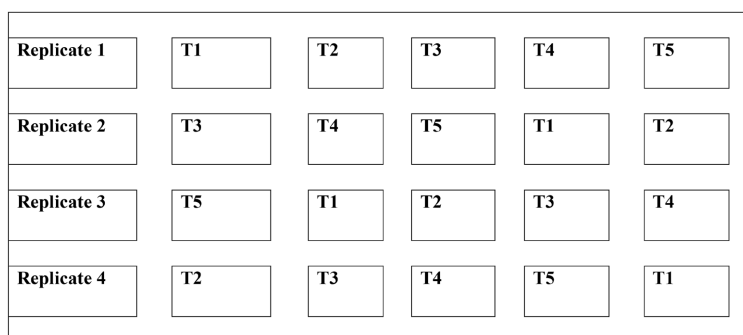 Replicate 1 T1 T2 T3 T4 T5
Replicate 2 T3 T4 T5 T1 T2
Replicate 3 T5 T1 T2 T3 T4
Replicate 4 T2 T3 T4 T5 T1